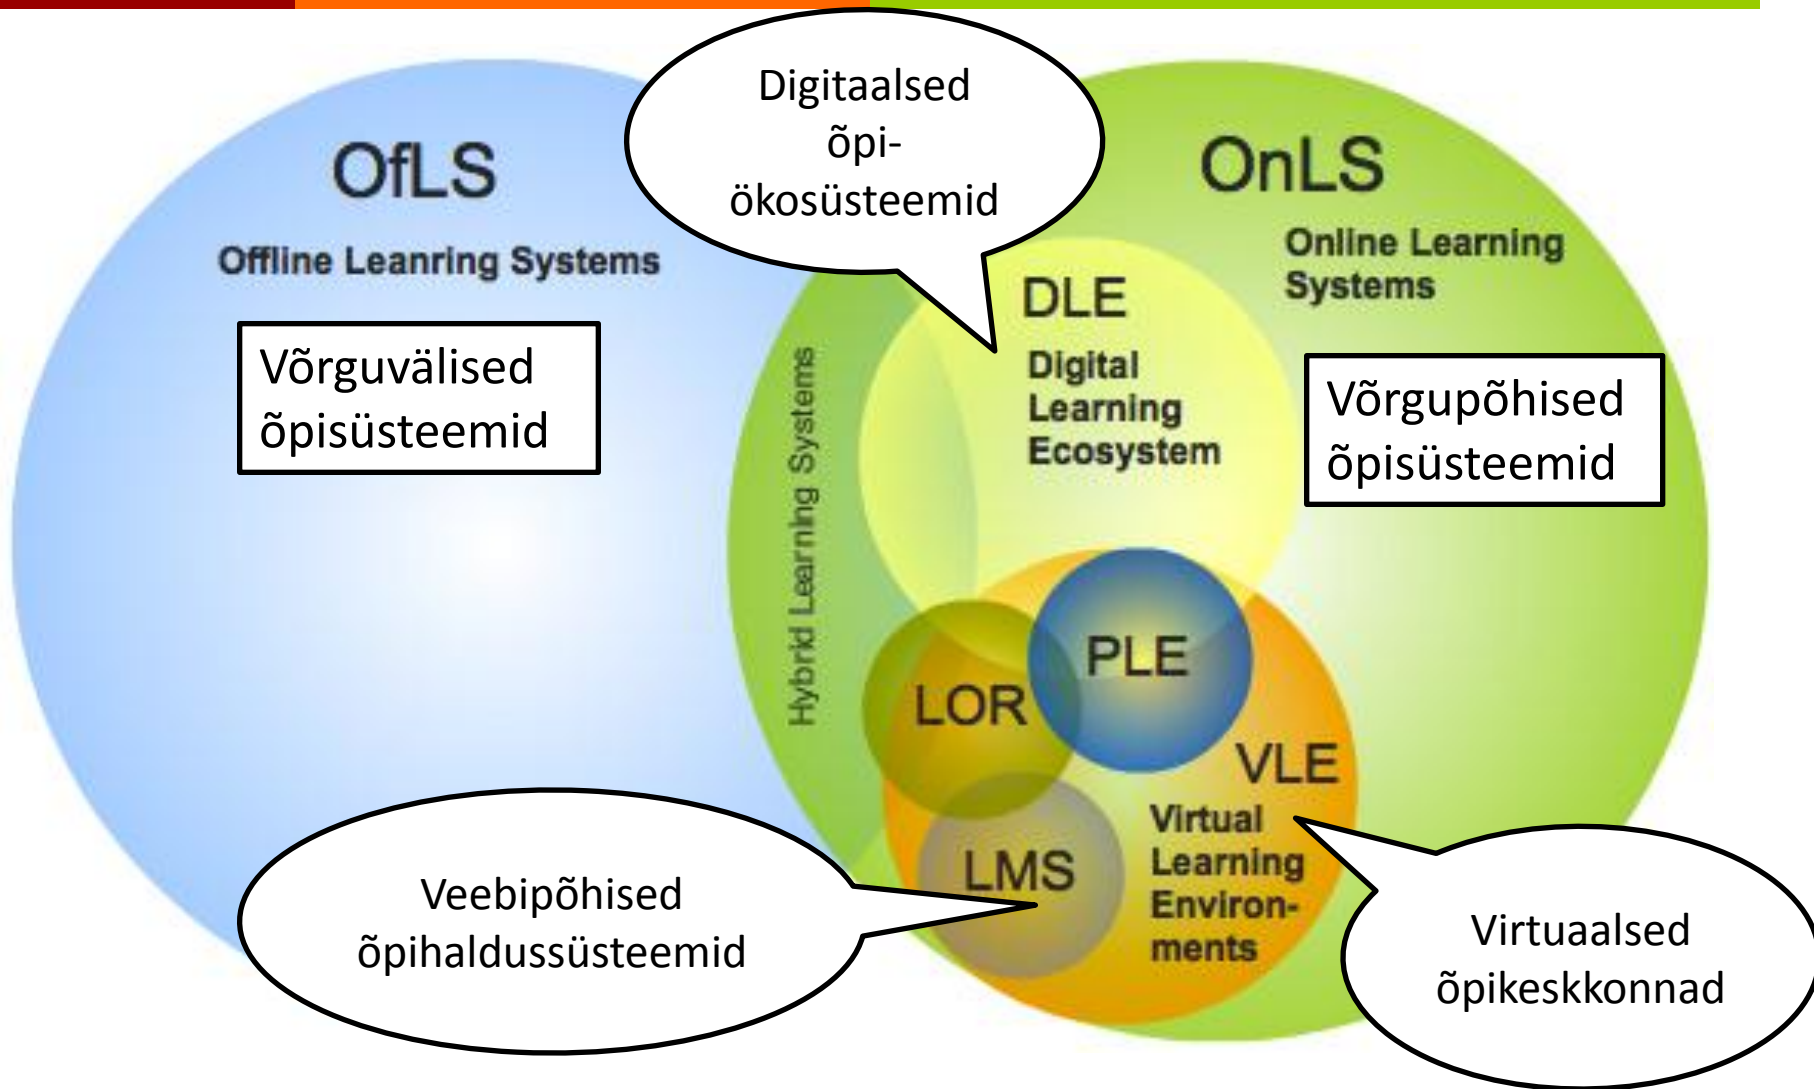 Digitaalsed
õpi-
ökosüsteemid
OfLS
Offline Leanring Systems
Võrguvälised
õpisüsteemid
OnLS
Online Learning
Systems
DLE
Digital
Learning
Ecosystem
Võrgupõhised
õpisüsteemid
Hybrid Learning Systems
PLE
LOR
VLE
Virtual
Learning
Environ-
ments
LMS
Veebipõhised
õpihaldussüsteemid
Virtuaalsed
õpikeskkonnad